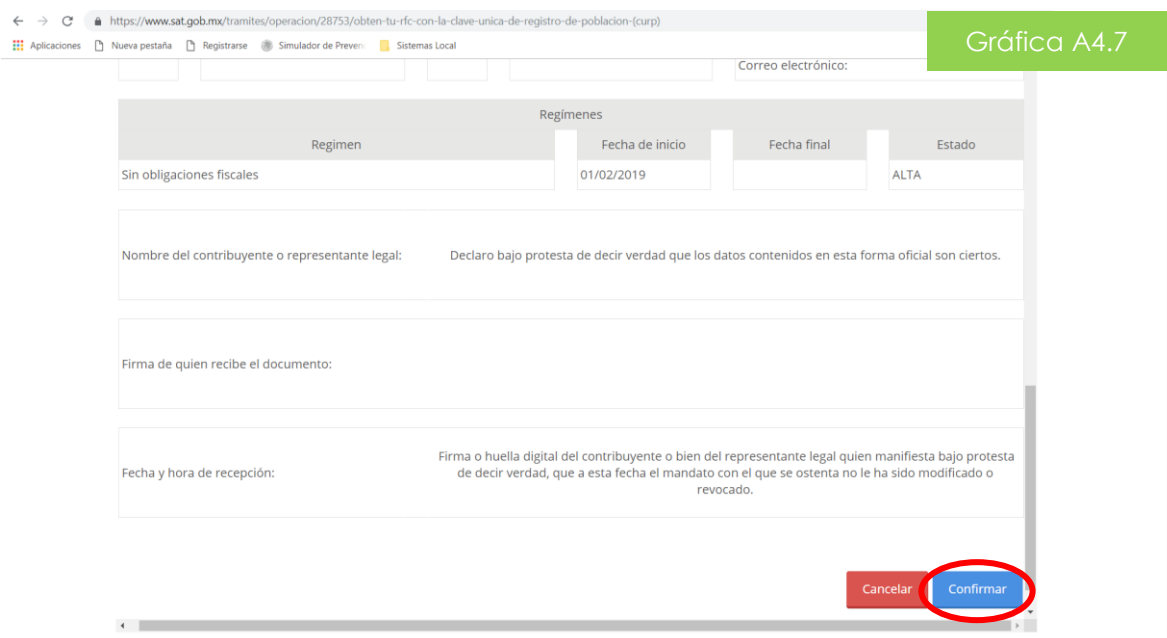 https://www.sat.gob.mx/tramites/operacion/28753/obten-tu-rfc-con-la-clave-unica-de-registro-de-poblacion-(curp)
Gráfica A4.7
Aplicaciones Nueva pestaña Registrarse Simulador de Preven Sistemas Local
Correo electrónico:
Regímenes
Regimen Fecha de inicio Fecha final Estado
Sin obligaciones fiscales 01/02/2019 ALTA
Nombre del contribuyente o representante legal: Declaro bajo protesta de decir verdad que los datos contenidos en esta forma oficial son ciertos.
Firma de quien recibe el documento:
Firma o huella digital del contribuyente o bien del representante legal quien manifiesta bajo protesta
Fecha y hora de recepción: de decir verdad, que a esta fecha el mandato con el que se ostenta no le ha sido modificado o
revocado.
Cancelar Confirmar